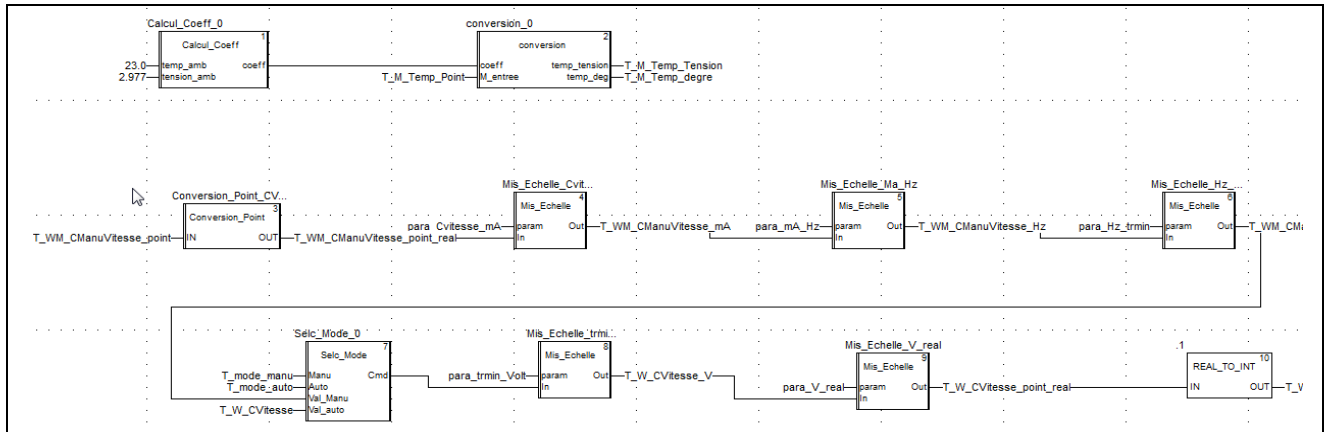 Calcul_Coeff_0 conversion_0
1 2
Calcul_Coeff conversion
23.0 temp_amb coeff coeff temp_tension T_M_Temp_Tension
2.977 tension_amb T_M_Temp_Point M_entree temp_deg T_M_Temp_degre
Conversion_Point_CV... Mis_Echelle_Cvit... Mis_Echelle_Ma_Hz Mis_Echelle_Hz_...
3 4 5 6
Conversion_Point Mis_Echelle Mis_Echelle Mis_Echelle
para_Cvitesse_mA param Out T_WM_CManuVitesse_mA para_mA_Hz param Out T_WM_CManuVitesse_Hz para_Hz_trmin param Out
T_WM_CManuVitesse_point IN OUT T_WM_CManuVitesse_point_real In In In
Selc_Mode_0 Mis_Echelle_trmi... Mis_Echelle_V_real .1
7 8 9 10
Selc_Mode Mis_Echelle Mis_Echelle REAL_TO_INT
T_mode_manu Manu Cmd para_trmin_Volt param Out T_W_CVitesse_V
T_mode_auto Auto In para_V_real param Out T_W_CVitesse_point_real IN OUT
Val_Manu In
T_W_CVitesse Val_auto